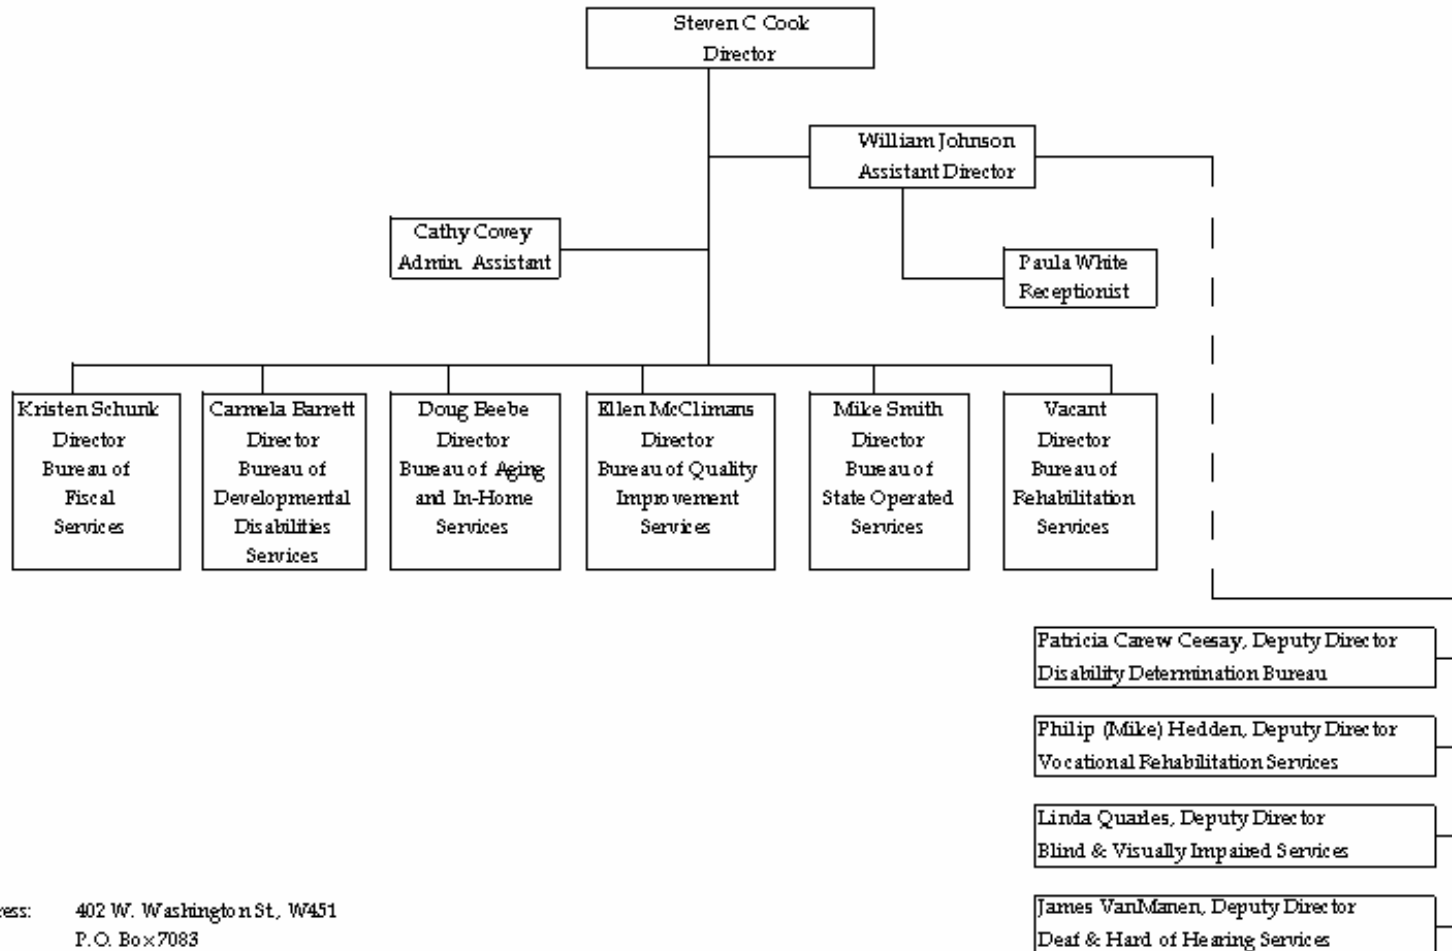 Steven C Cook
Director
William Johnson
Assistant Director
Cathy Covey
Admin. Assistant
Paula White
Receptionist
Kristen Schunk
Director
Bureau of
Fiscal
Services
Carmela Barrett
Director
Bureau of
Developmental
Disabilities
Services
Doug Beebe
Director
Bureau of Aging
and In-Home
Services
Ellen McClimans
Director
Bureau of Quality
Improvement
Services
Mike Smith
Director
Bureau of
State Operated
Services
Vacant
Director
Bureau of
Rehabilitation
Services
Patricia Carew Ceesay, Deputy Director
Disability Determination Bureau
Philip (Mike) Hedden, Deputy Director
Vocational Rehabilitation Services
Linda Quarles, Deputy Director
Blind & Visually Impaired Services
James VanManen, Deputy Director
Deaf & Hard of Hearing Services
ress: 402 W. Washington St., W451
P.O. Box 7083